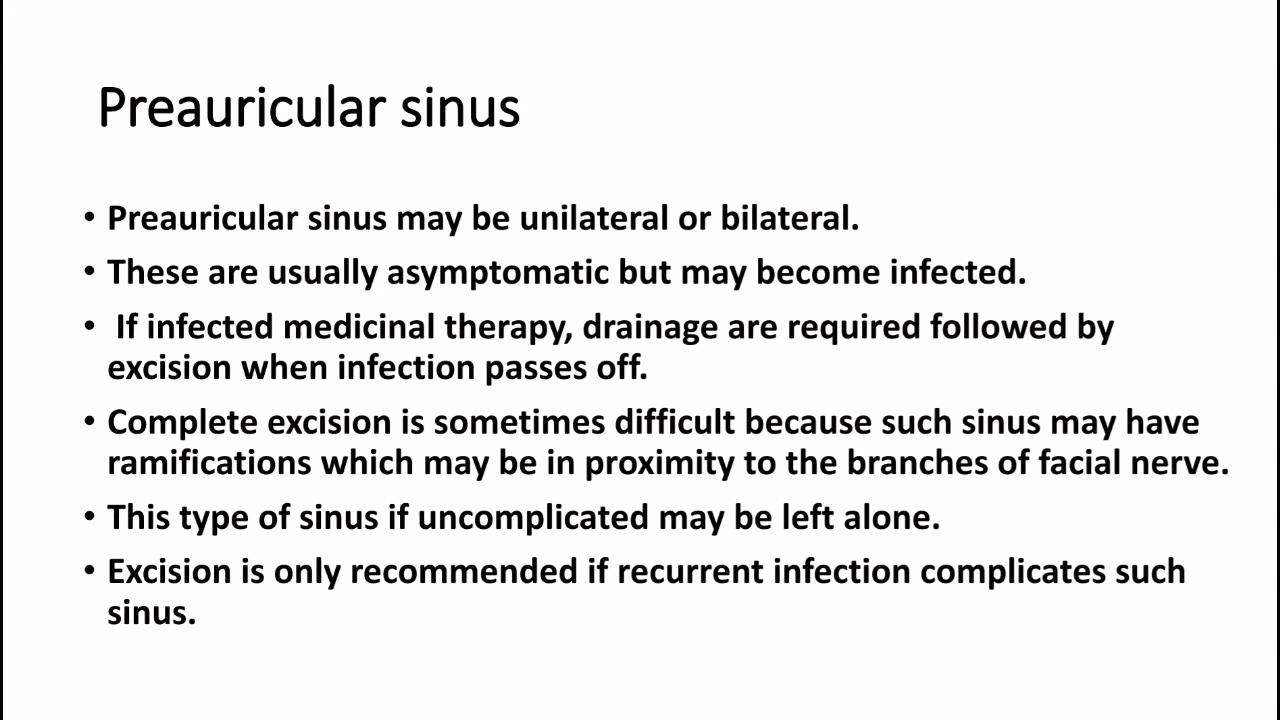 Preauricular sinus
• Preauricular sinus may be unilateral or bilateral.
• These are usually asymptomatic but may become infected.
• If infected medicinal therapy, drainage are required followed by
excision when infection passes off.
• Complete excision is sometimes difficult because such sinus may have
ramifications which may be in proximity to the branches of facial nerve.
• This type of sinus if uncomplicated may be left alone.
• Excision is only recommended if recurrent infection complicates such
sinus.